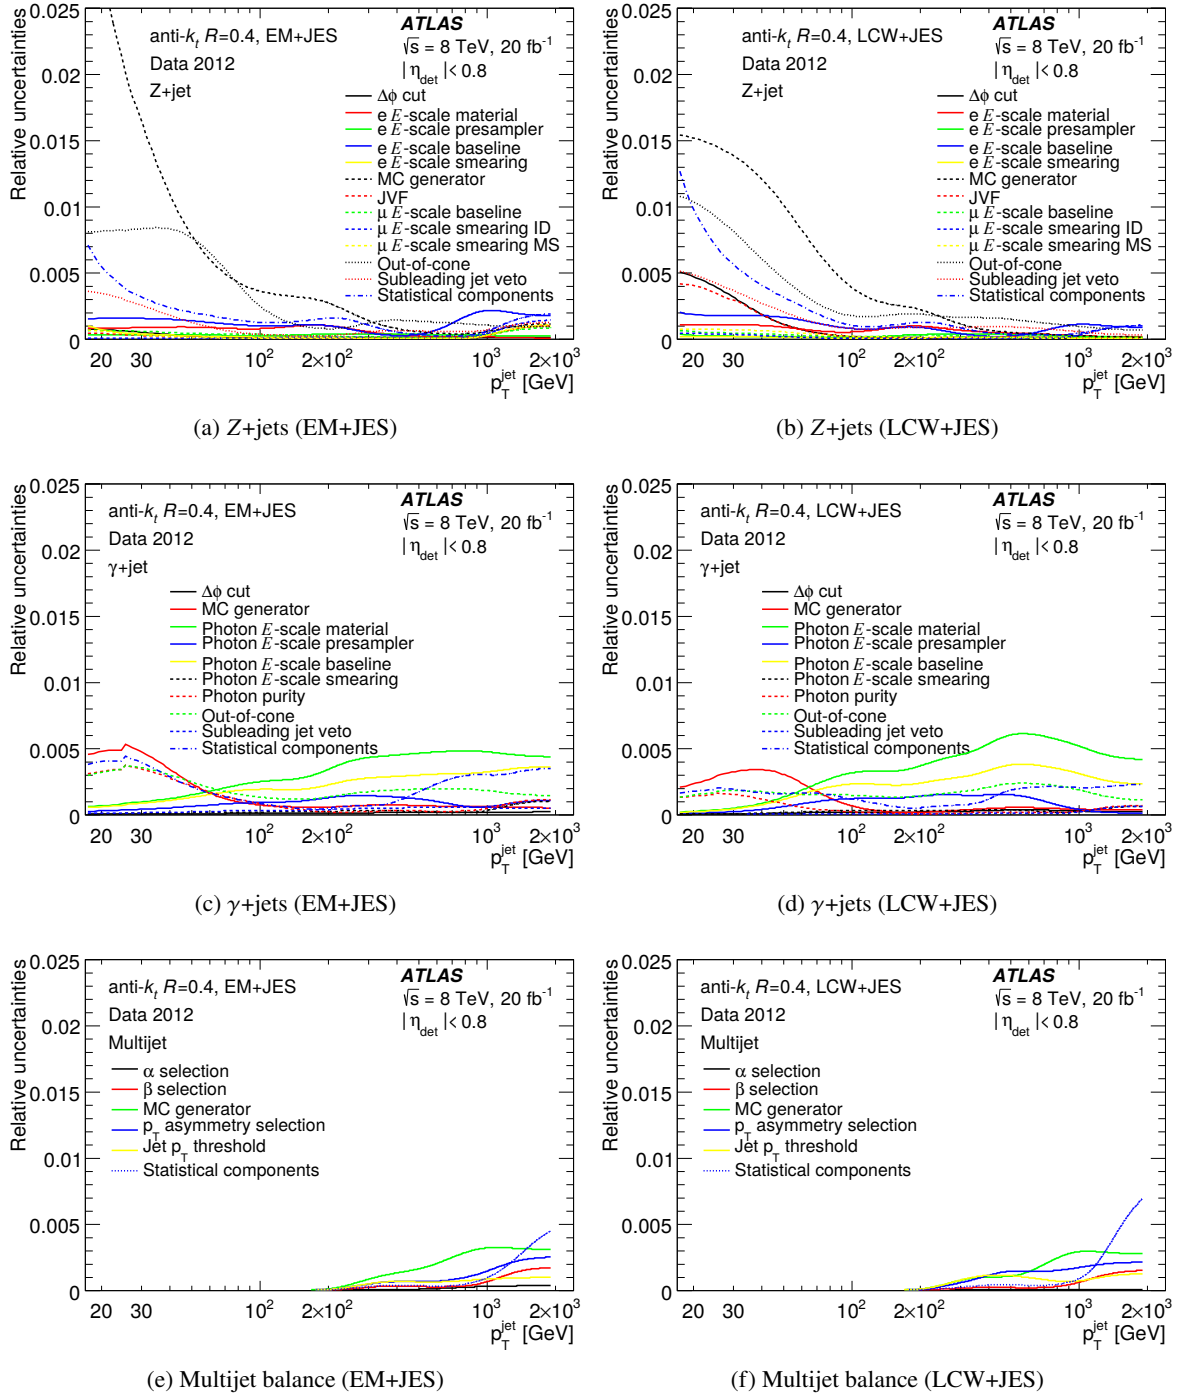 Relative uncertainties
0.025
0.02
0.015
0.01
0.005
0
ATLAS
anti-kt R=0.4, EM+JES
√s = 8 TeV, 20 fb⁻¹
Data 2012
|ηdet|< 0.8
Z+jet
Δϕ cut
e E-scale material
e E-scale presampler
e E-scale baseline
e E-scale smearing
MC generator
JVF
μ E-scale baseline
μ E-scale smearing ID
μ E-scale smearing MS
Out-of-cone
Subleading jet veto
Statistical components
20 30 10² 2×10² 10³ 2×10³
pTjet [GeV]
(a) Z+jets (EM+JES)
Relative uncertainties
0.025
0.02
0.015
0.01
0.005
0
ATLAS
anti-kt R=0.4, LCW+JES
√s = 8 TeV, 20 fb⁻¹
Data 2012
|ηdet|< 0.8
Z+jet
Δϕ cut
e E-scale material
e E-scale presampler
e E-scale baseline
e E-scale smearing
MC generator
JVF
μ E-scale baseline
μ E-scale smearing ID
μ E-scale smearing MS
Out-of-cone
Subleading jet veto
Statistical components
20 30 10² 2×10² 10³ 2×10³
pTjet [GeV]
(b) Z+jets (LCW+JES)
Relative uncertainties
0.025
0.02
0.015
0.01
0.005
0
ATLAS
anti-kt R=0.4, EM+JES
√s = 8 TeV, 20 fb⁻¹
Data 2012
|ηdet|< 0.8
γ+jet
Δϕ cut
MC generator
Photon E-scale material
Photon E-scale presampler
Photon E-scale baseline
Photon E-scale smearing
Photon purity
Out-of-cone
Subleading jet veto
Statistical components
20 30 10² 2×10² 10³ 2×10³
pTjet [GeV]
(c) γ+jets (EM+JES)
Relative uncertainties
0.025
0.02
0.015
0.01
0.005
0
ATLAS
anti-kt R=0.4, LCW+JES
√s = 8 TeV, 20 fb⁻¹
Data 2012
|ηdet|< 0.8
γ+jet
Δϕ cut
MC generator
Photon E-scale material
Photon E-scale presampler
Photon E-scale baseline
Photon E-scale smearing
Photon purity
Out-of-cone
Subleading jet veto
Statistical components
20 30 10² 2×10² 10³ 2×10³
pTjet [GeV]
(d) γ+jets (LCW+JES)
Relative uncertainties
0.025
0.02
0.015
0.01
0.005
0
ATLAS
anti-kt R=0.4, EM+JES
√s = 8 TeV, 20 fb⁻¹
Data 2012
|ηdet|< 0.8
Multijet
α selection
β selection
MC generator
pT asymmetry selection
Jet pT threshold
Statistical components
20 30 10² 2×10² 10³ 2×10³
pTjet [GeV]
(e) Multijet balance (EM+JES)
Relative uncertainties
0.025
0.02
0.015
0.01
0.005
0
ATLAS
anti-kt R=0.4, LCW+JES
√s = 8 TeV, 20 fb⁻¹
Data 2012
|ηdet|< 0.8
Multijet
α selection
β selection
MC generator
pT asymmetry selection
Jet pT threshold
Statistical components
20 30 10² 2×10² 10³ 2×10³
pTjet [GeV]
(f) Multijet balance (LCW+JES)